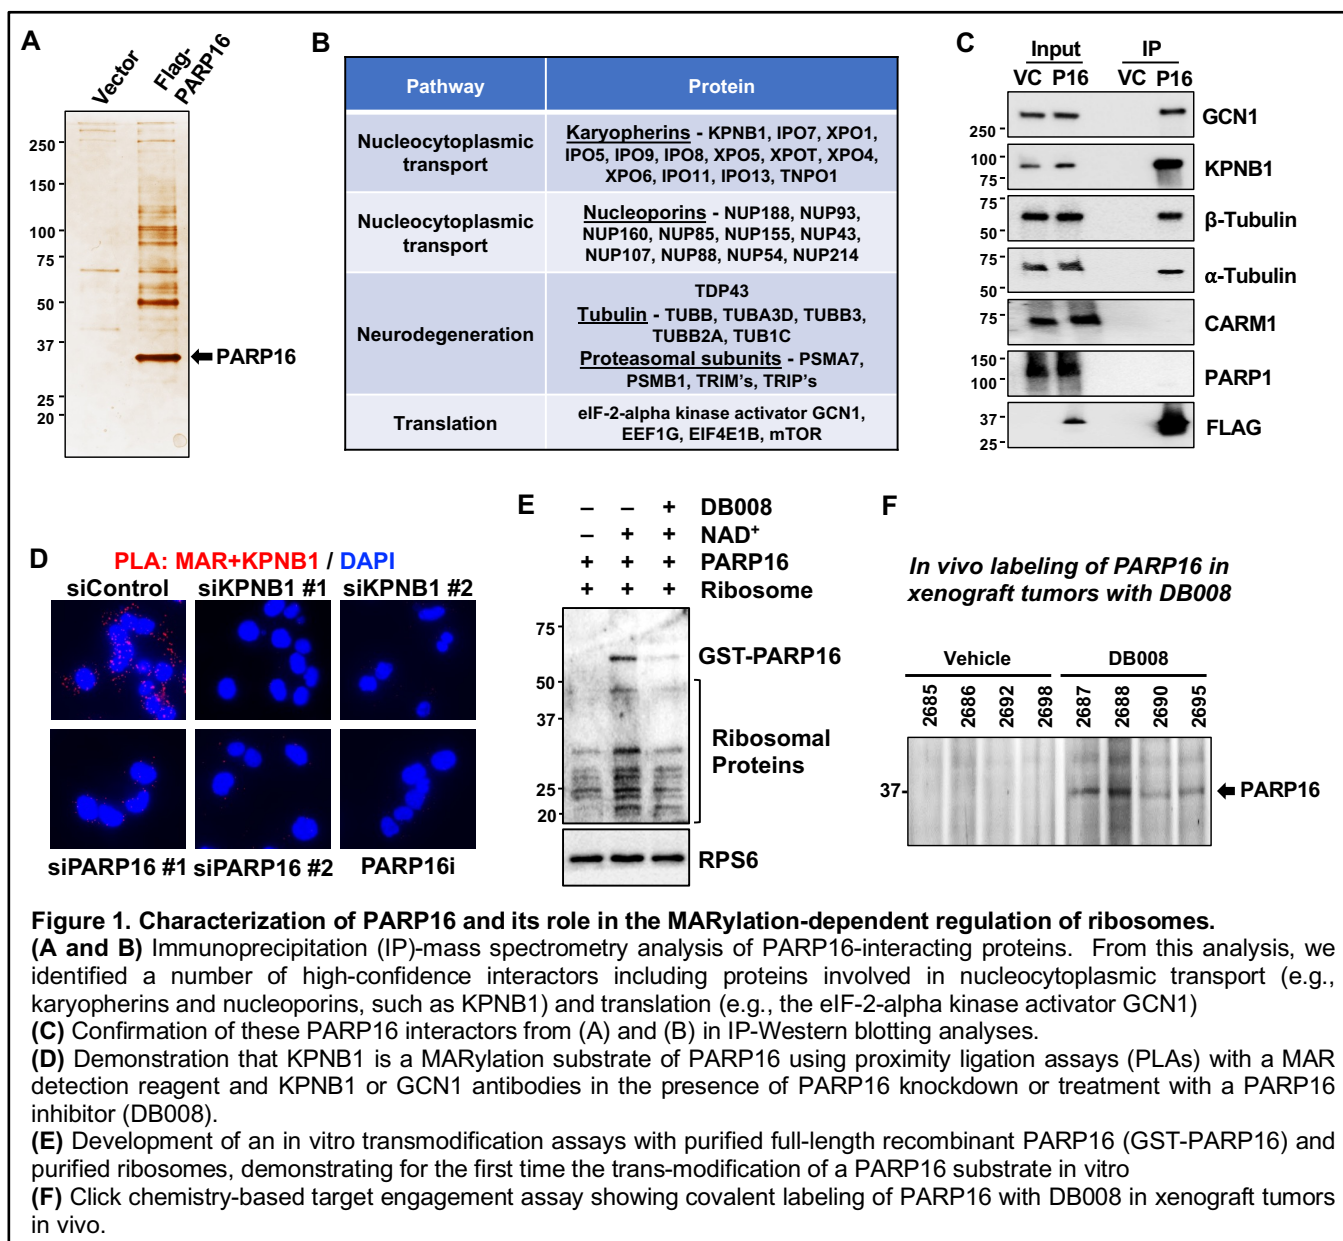 A
Vector
Flag-
PARP16
250
150
100
75
50
37
25
20
PARP16
B
Pathway
Protein
Nucleocytoplasmic
transport
Karyopherins - KPNB1, IPO7, XPO1,
IPO5, IPO9, IPO8, XPO5, XPOT, XPO4,
XPO6, IPO11, IPO13, TNPO1
Nucleocytoplasmic
transport
Nucleoporins - NUP188, NUP93,
NUP160, NUP85, NUP155, NUP43,
NUP107, NUP88, NUP54, NUP214
Neurodegeneration
TDP43
Tubulin - TUBB, TUBA3D, TUBB3,
TUBB2A, TUB1C
Proteasomal subunits - PSMA7,
PSMB1, TRIM's, TRIP's
Translation
eIF-2-alpha kinase activator GCN1,
EEF1G, EIF4E1B, mTOR
C
Input IP
VC P16 VC P16
250
GCN1
100
75
KPNB1
75
50
β-Tubulin
75
50
α-Tubulin
75
CARM1
150
100
PARP1
37
25
FLAG
D
PLA: MAR+KPNB1 / DAPI
siControl siKPNB1 #1 siKPNB1 #2
siPARP16 #1 siPARP16 #2 PARP16i
E
– – + DB008
– + + NAD+
+ + + PARP16
+ + + Ribosome
75
50
37
25
20
GST-PARP16
Ribosomal
Proteins
RPS6
F
In vivo labeling of PARP16 in
xenograft tumors with DB008
Vehicle DB008
2685 2686 2692 2698 2687 2688 2690 2695
37
PARP16
Figure 1. Characterization of PARP16 and its role in the MARylation-dependent regulation of ribosomes.
(A and B) Immunoprecipitation (IP)-mass spectrometry analysis of PARP16-interacting proteins. From this analysis, we
identified a number of high-confidence interactors including proteins involved in nucleocytoplasmic transport (e.g.,
karyopherins and nucleoporins, such as KPNB1) and translation (e.g., the eIF-2-alpha kinase activator GCN1)
(C) Confirmation of these PARP16 interactors from (A) and (B) in IP-Western blotting analyses.
(D) Demonstration that KPNB1 is a MARylation substrate of PARP16 using proximity ligation assays (PLAs) with a MAR
detection reagent and KPNB1 or GCN1 antibodies in the presence of PARP16 knockdown or treatment with a PARP16
inhibitor (DB008).
(E) Development of an in vitro transmodification assays with purified full-length recombinant PARP16 (GST-PARP16) and
purified ribosomes, demonstrating for the first time the trans-modification of a PARP16 substrate in vitro
(F) Click chemistry-based target engagement assay showing covalent labeling of PARP16 with DB008 in xenograft tumors
in vivo.